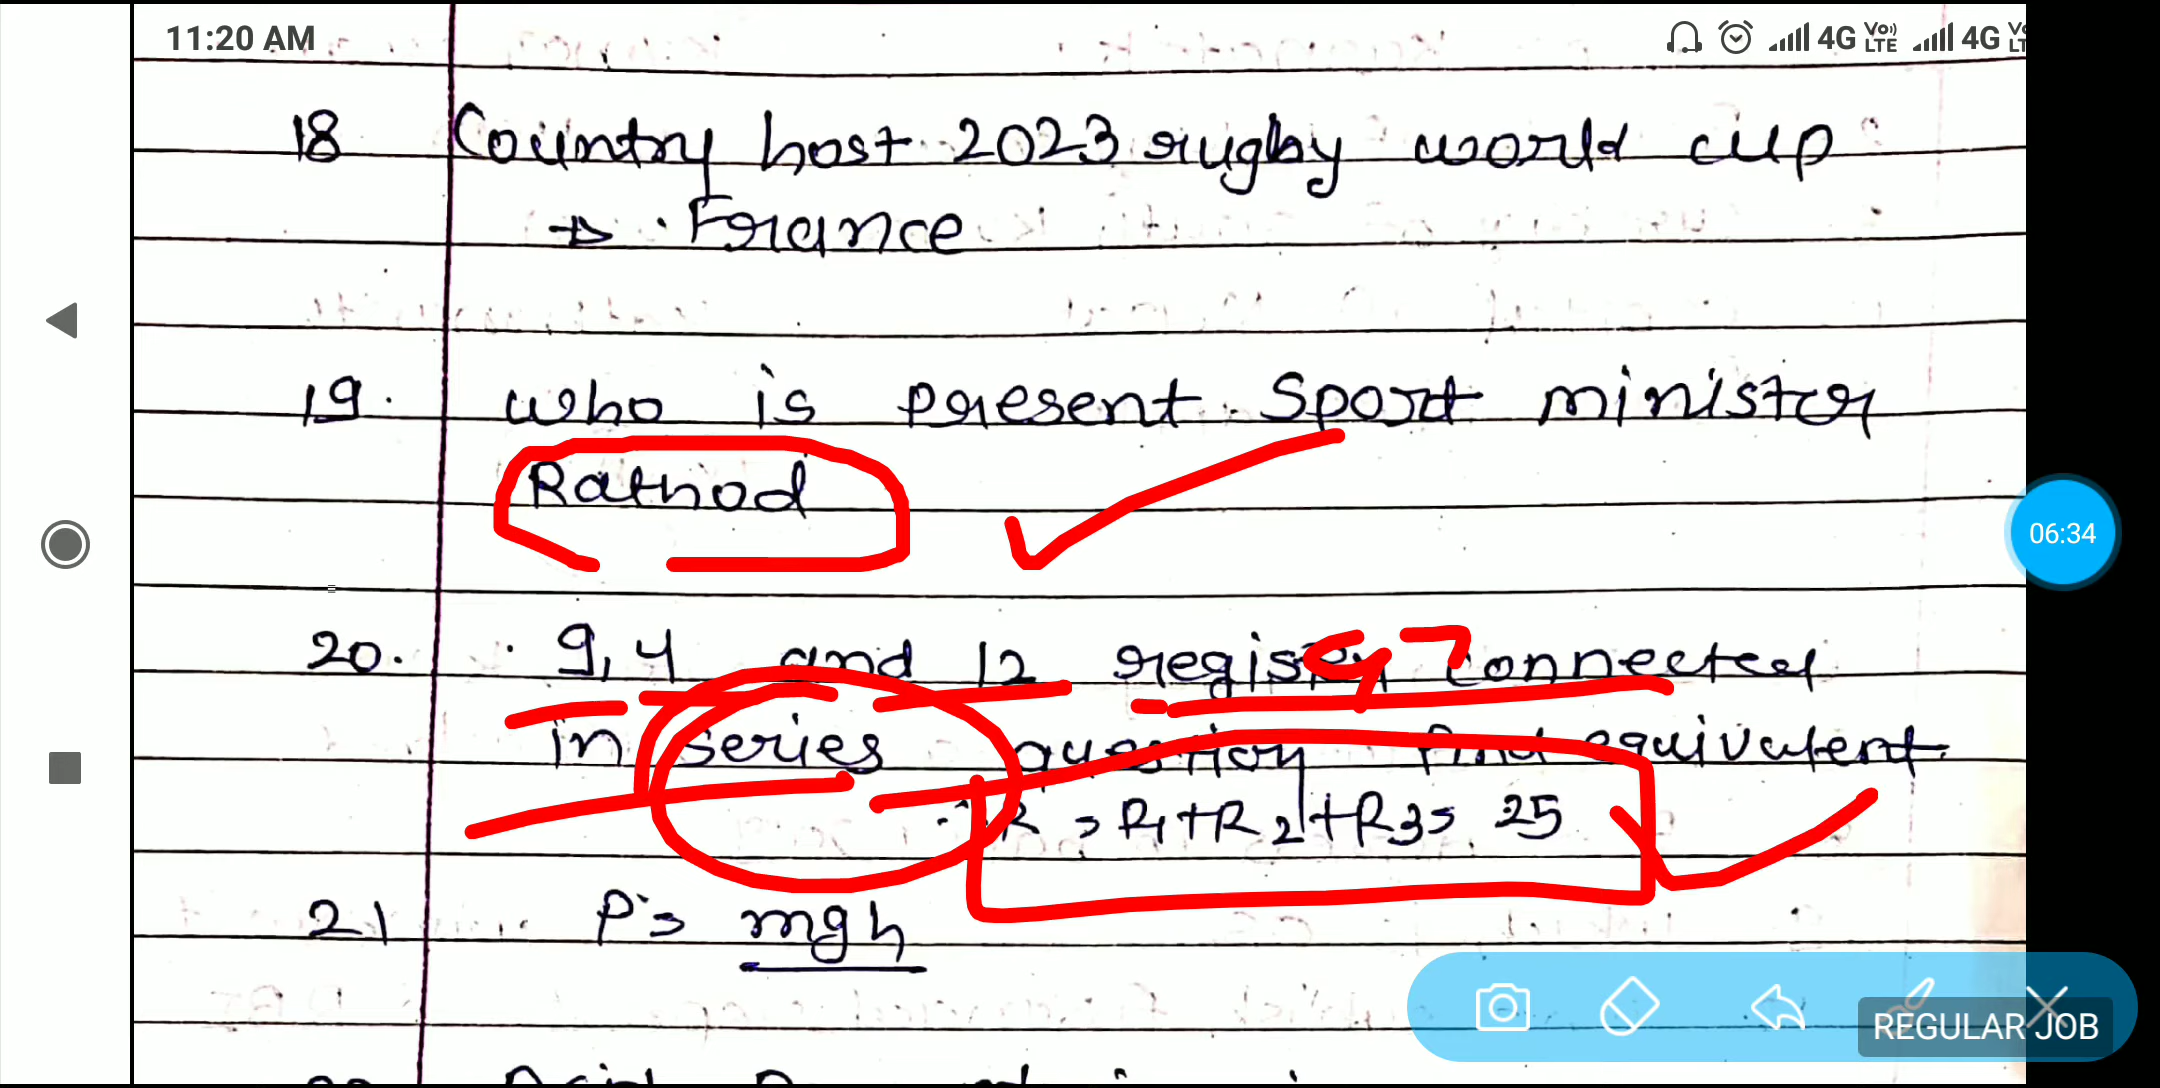 11:20 AM 4G VoLTE 4G
18 Country host 2023 rugby world cup
→ France
19. who is present sport minister
Rathod
20. 9, 4 and 12 connected
in series question find equivalent
R = R1+R2+R3= 25
21 P = mgh
06:34
REGULAR JOB